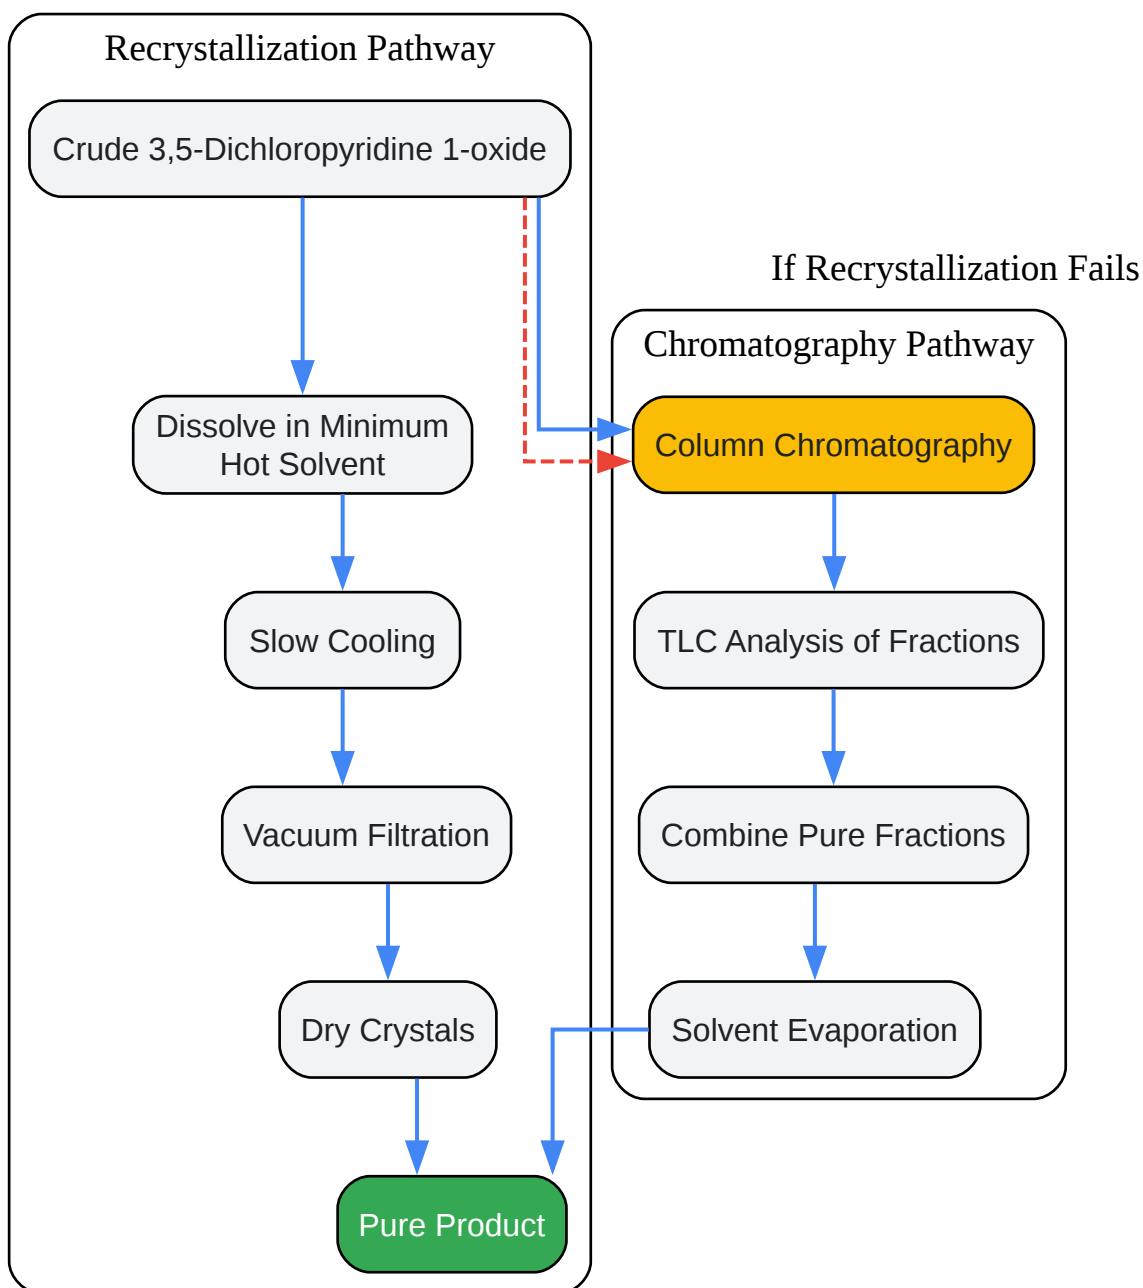 Recrystallization Pathway
Crude 3,5-Dichloropyridine 1-oxide
If Recrystallization Fails
Chromatography Pathway
Dissolve in Minimum
Hot Solvent
Column Chromatography
Slow Cooling
TLC Analysis of Fractions
Vacuum Filtration
Combine Pure Fractions
Dry Crystals
Solvent Evaporation
Pure Product